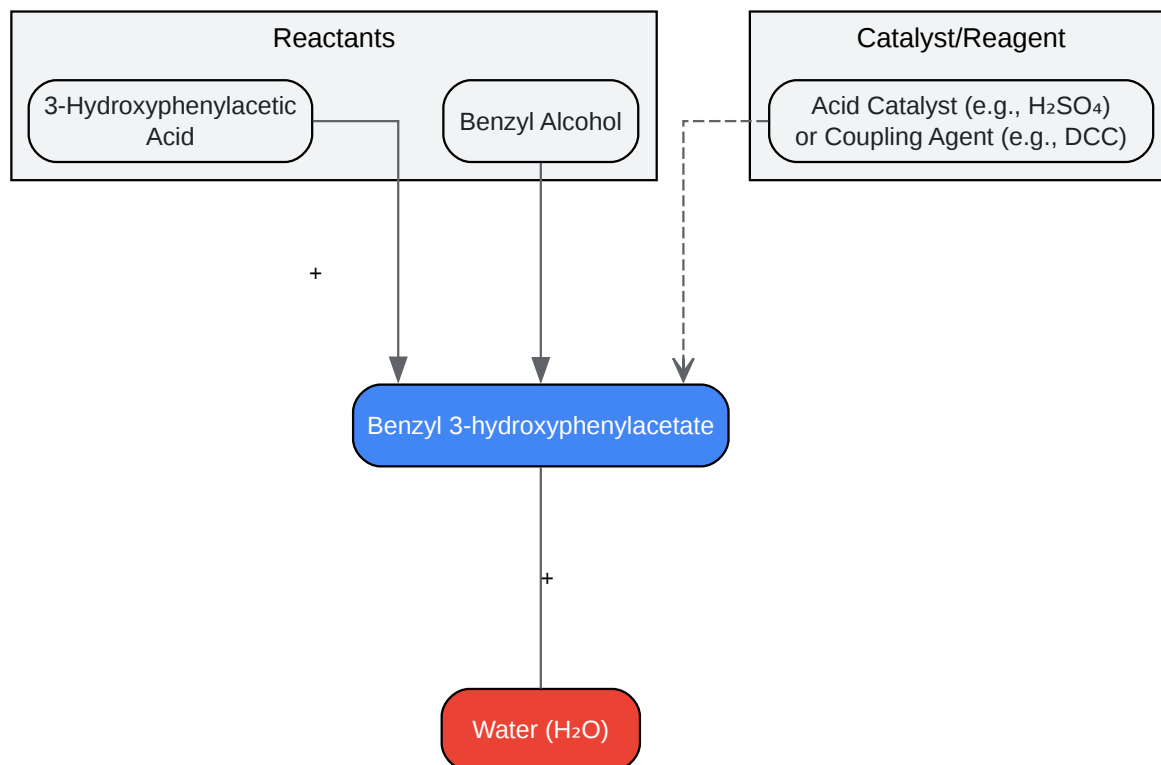 Reactants
Catalyst/Reagent
3-Hydroxyphenylacetic
Acid
Benzyl Alcohol
Acid Catalyst (e.g., H₂SO₄)
or Coupling Agent (e.g., DCC)
+
Benzyl 3-hydroxyphenylacetate
+
Water (H₂O)